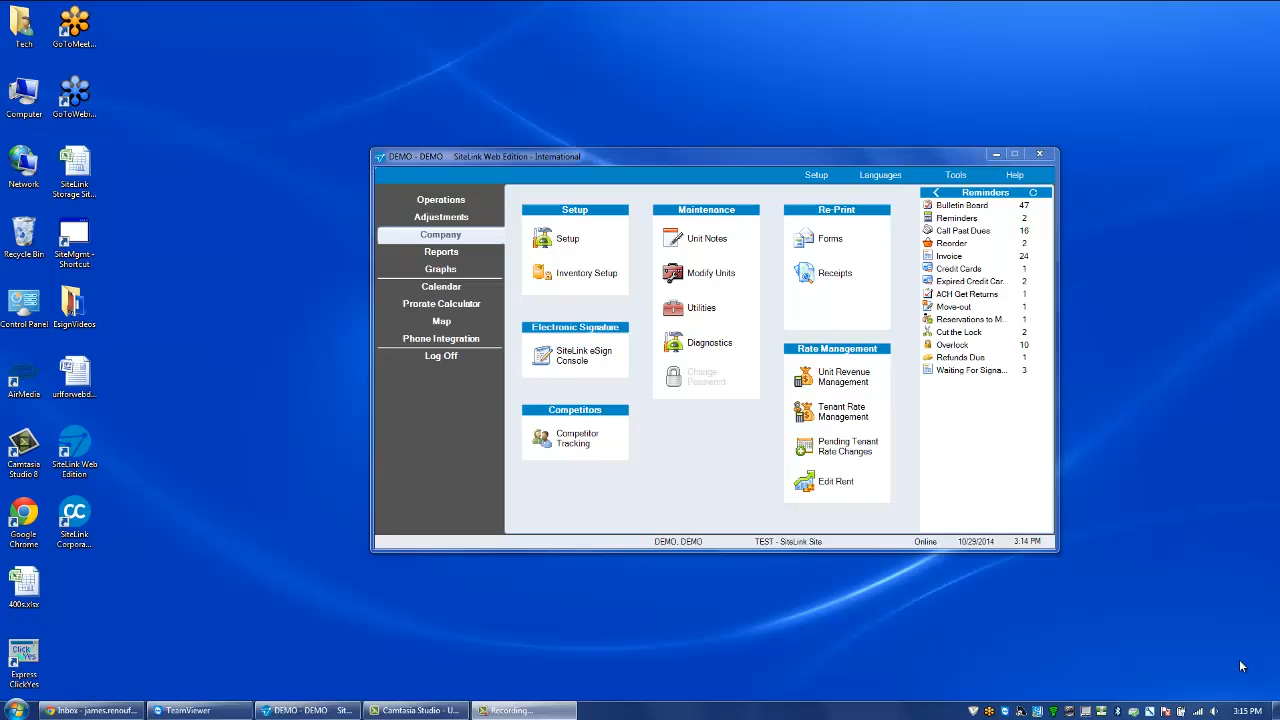 Tech
GoToMeet...
Computer
GoToWebi...
Network
SiteLink
Storage Sit...
Recycle Bin
SiteMgmt -
Shortcut
Control Panel
EsignVideos
AirMedia
urlforwebd...
Camtasia
Studio 8
SiteLink Web
Edition
Google
Chrome
SiteLink
Corpora...
400s.xlsx
Click
Yes
Express
ClickYes
DEMO - DEMO SiteLink Web Edition - International
Setup Languages Tools Help
Operations
Adjustments
Company
Reports
Graphs
Calendar
Prorate Calculator
Map
Phone Integration
Log Off
Setup
Setup
Inventory Setup
Electronic Signature
SiteLink eSign
Console
Competitors
Competitor
Tracking
Maintenance
Unit Notes
Modify Units
Utilities
Diagnostics
Change
Password
Re-Print
Forms
Receipts
Rate Management
Unit Revenue
Management
Tenant Rate
Management
Pending Tenant
Rate Changes
Edit Rent
Reminders
Bulletin Board 47
Reminders 2
Call Past Dues 16
Reorder 2
Invoice 24
Credit Cards 1
Expired Credit Car... 2
ACH Get Returns 1
Move-out 1
Reservations to M... 1
Cut the Lock 2
Overlock 10
Refunds Due 1
Waiting For Signa... 3
DEMO, DEMO TEST - SiteLink Site Online 10/29/2014 3:14 PM
Inbox - james.renouf... TeamViewer DEMO - DEMO Sit... Camtasia Studio - U... Recording... 3:15 PM